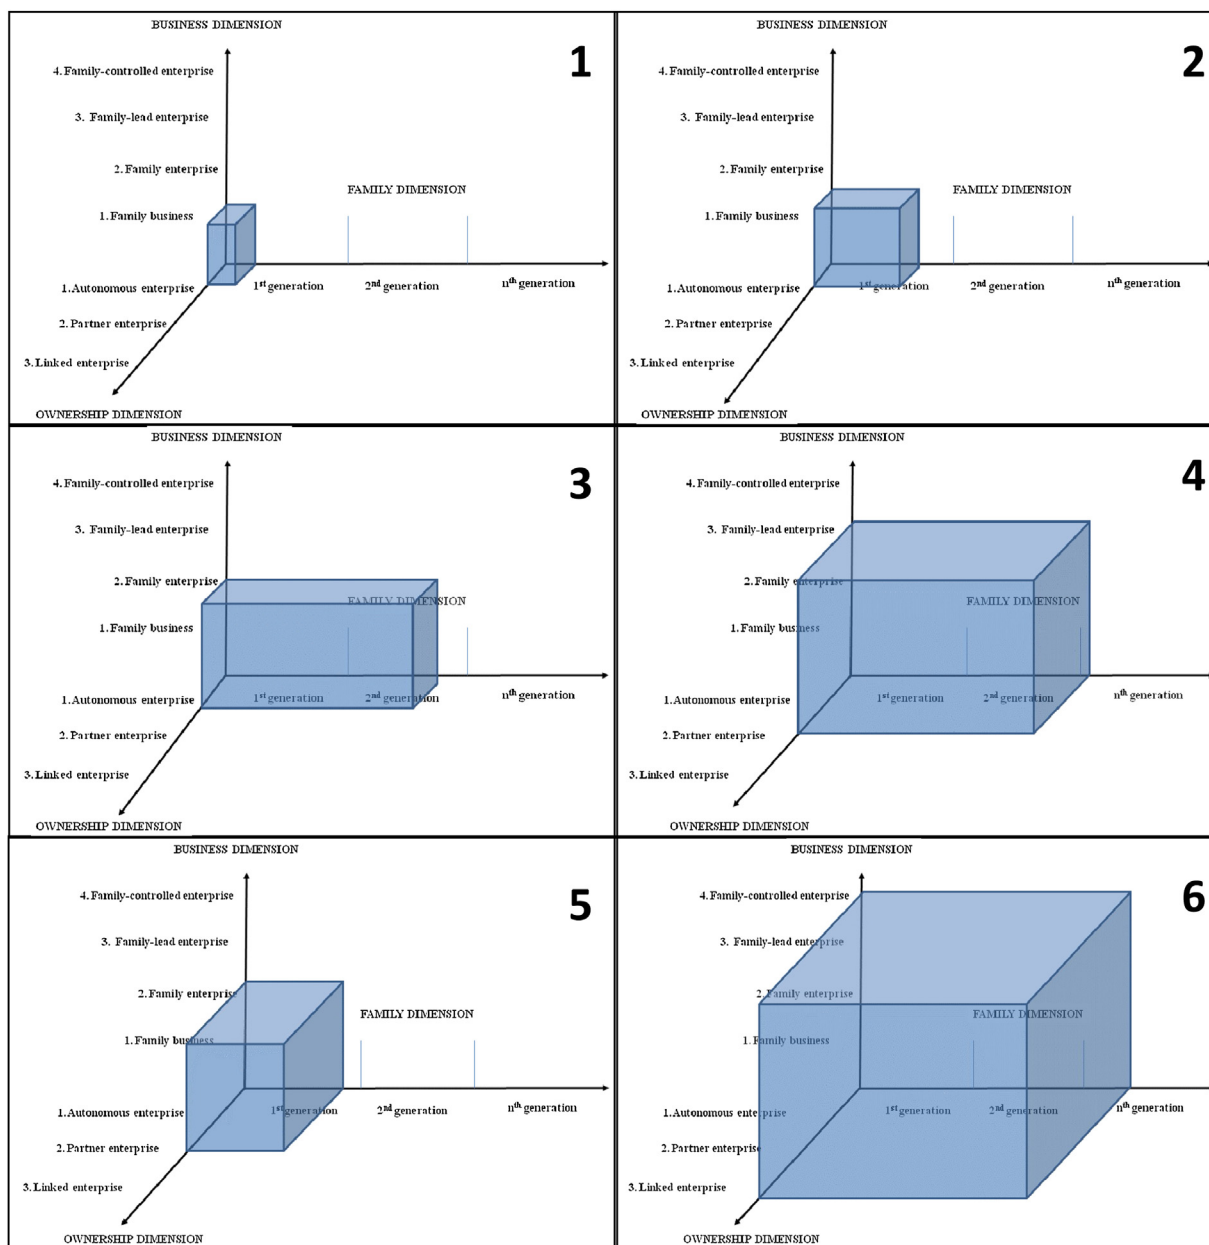 BUSINESS DIMENSION
1
4. Family-controlled enterprise
3. Family-lead enterprise
2. Family enterprise
FAMILY DIMENSION
1. Family business
1. Autonomous enterprise
1st generation
2nd generation
nth generation
2. Partner enterprise
3. Linked enterprise
OWNERSHIP DIMENSION
BUSINESS DIMENSION
2
4. Family-controlled enterprise
3. Family-lead enterprise
2. Family enterprise
FAMILY DIMENSION
1. Family business
1. Autonomous enterprise
1st generation
2nd generation
nth generation
2. Partner enterprise
3. Linked enterprise
OWNERSHIP DIMENSION
BUSINESS DIMENSION
3
4. Family-controlled enterprise
3. Family-lead enterprise
2. Family enterprise
FAMILY DIMENSION
1. Family business
1. Autonomous enterprise
1st generation
2nd generation
nth generation
2. Partner enterprise
3. Linked enterprise
OWNERSHIP DIMENSION
BUSINESS DIMENSION
4
4. Family-controlled enterprise
3. Family-lead enterprise
2. Family enterprise
FAMILY DIMENSION
1. Family business
1. Autonomous enterprise
1st generation
2nd generation
nth generation
2. Partner enterprise
3. Linked enterprise
OWNERSHIP DIMENSION
BUSINESS DIMENSION
5
4. Family-controlled enterprise
3. Family-lead enterprise
2. Family enterprise
FAMILY DIMENSION
1. Family business
1. Autonomous enterprise
1st generation
2nd generation
nth generation
2. Partner enterprise
3. Linked enterprise
OWNERSHIP DIMENSION
BUSINESS DIMENSION
6
4. Family-controlled enterprise
3. Family-lead enterprise
2. Family enterprise
FAMILY DIMENSION
1. Family business
1. Autonomous enterprise
1st generation
2nd generation
nth generation
2. Partner enterprise
3. Linked enterprise
OWNERSHIP DIMENSION